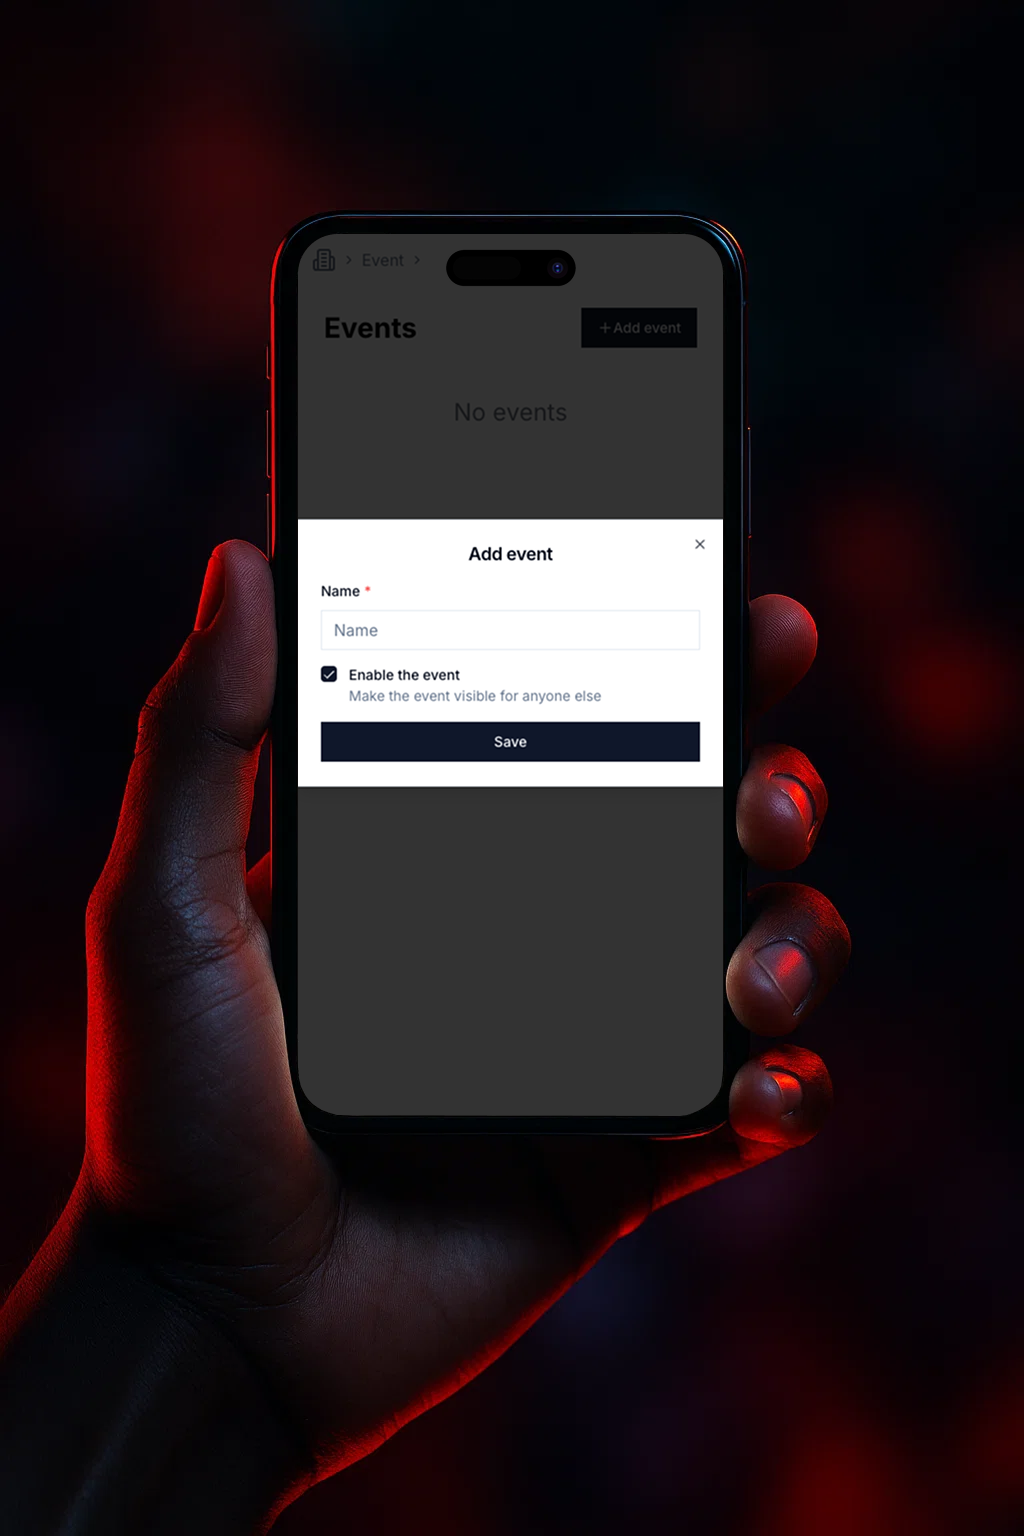 Event
Events
+ Add event
No events
Add event
Name *
Name
Enable the event
Make the event visible for anyone else
Save